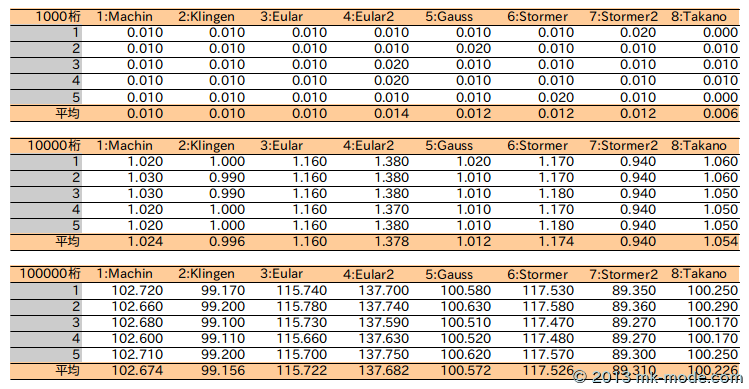 1000桁 1:Machin 2:Klingen 3:Eular 4:Eular2 5:Gauss 6:Stormer 7:Stormer2 8:Takano
1 0.010 0.010 0.010 0.010 0.010 0.010 0.020 0.000
2 0.010 0.010 0.010 0.010 0.020 0.010 0.010 0.010
3 0.010 0.010 0.010 0.020 0.010 0.010 0.010 0.010
4 0.010 0.010 0.010 0.020 0.010 0.010 0.010 0.010
5 0.010 0.010 0.010 0.010 0.010 0.020 0.010 0.000
平均 0.010 0.010 0.010 0.014 0.012 0.012 0.012 0.006
10000桁 1:Machin 2:Klingen 3:Eular 4:Eular2 5:Gauss 6:Stormer 7:Stormer2 8:Takano
1 1.020 1.000 1.160 1.380 1.020 1.170 0.940 1.060
2 1.030 0.990 1.160 1.380 1.010 1.170 0.940 1.060
3 1.030 0.990 1.160 1.380 1.010 1.180 0.940 1.050
4 1.020 1.000 1.160 1.370 1.010 1.170 0.940 1.050
5 1.020 1.000 1.160 1.380 1.010 1.180 0.940 1.050
平均 1.024 0.996 1.160 1.378 1.012 1.174 0.940 1.054
100000桁 1:Machin 2:Klingen 3:Eular 4:Eular2 5:Gauss 6:Stormer 7:Stormer2 8:Takano
1 102.720 99.170 115.740 137.700 100.580 117.530 89.350 100.250
2 102.660 99.200 115.780 137.740 100.630 117.580 89.360 100.290
3 102.680 99.100 115.730 137.590 100.510 117.470 89.270 100.170
4 102.600 99.110 115.660 137.630 100.520 117.480 89.270 100.170
5 102.710 99.200 115.700 137.750 100.620 117.570 89.300 100.250
平均 102.674 99.156 115.722 137.682 100.572 117.526 89.310 100.226
© 2013 mk-mode.com